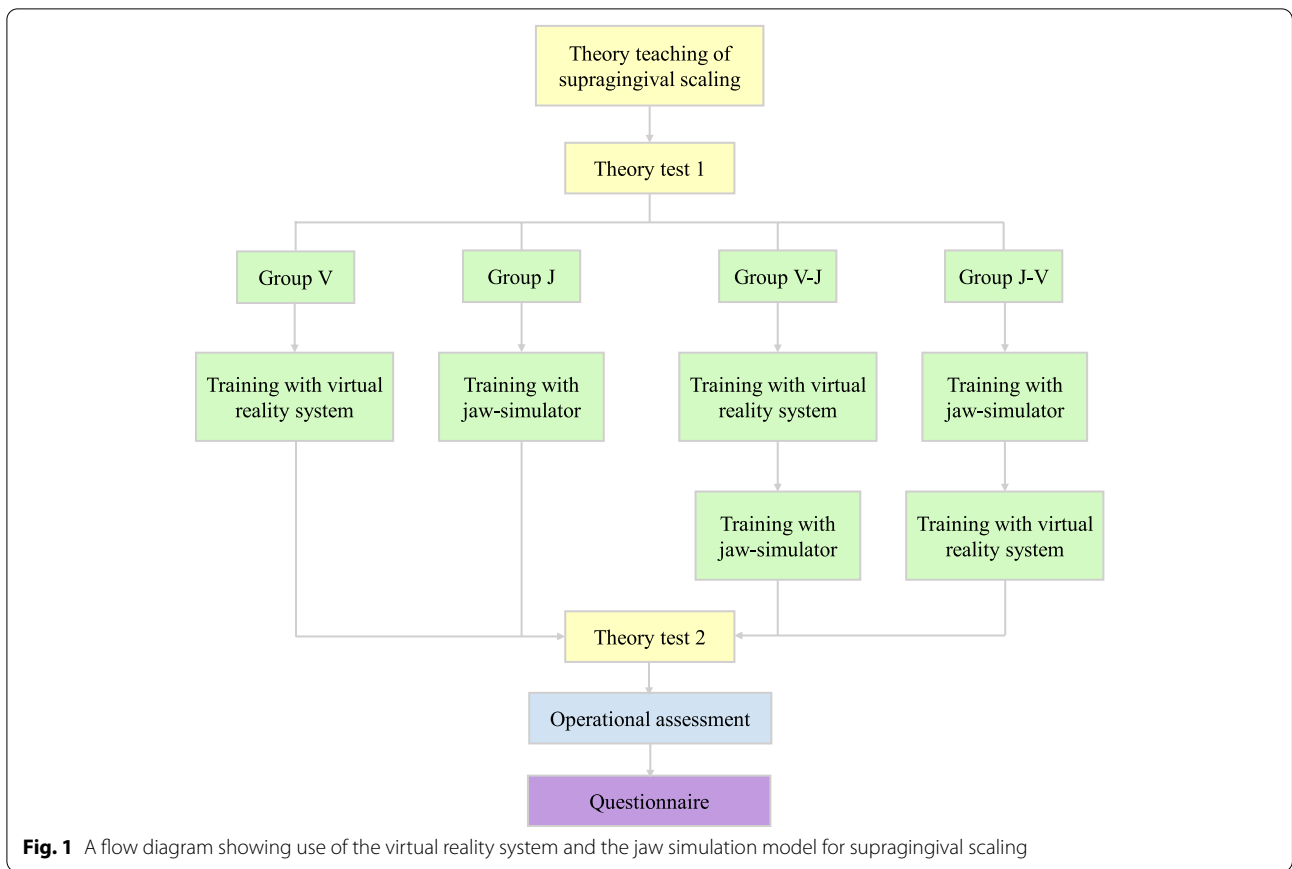 Theory teaching of
supragingival scaling
Theory test 1
Group V
Group J
Group V-J
Group J-V
Training with virtual
reality system
Training with
jaw-simulator
Training with virtual
reality system
Training with
jaw-simulator
Training with
jaw-simulator
Training with virtual
reality system
Theory test 2
Operational assessment
Questionnaire
Fig. 1 A flow diagram showing use of the virtual reality system and the jaw simulation model for supragingival scaling